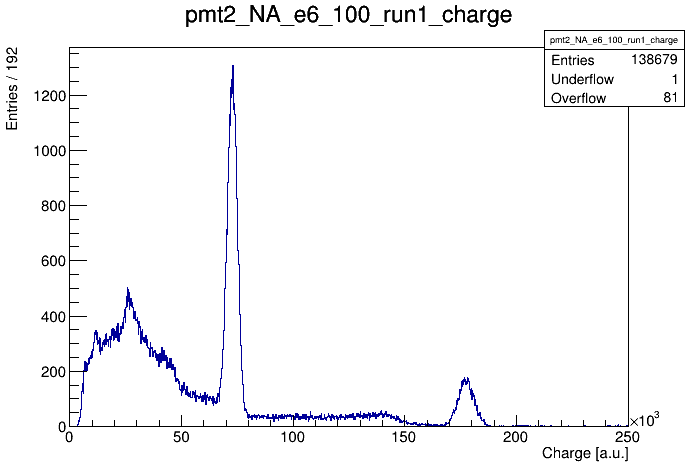 pmt2_NA_e6_100_run1_charge
pmt2_NA_e6_100_run1_charge
Entries 138679
Underflow 1
Overflow 81
Entries / 192
1200
1000
800
600
400
200
0
0 50 100 150 200 250
×10³
Charge [a.u.]